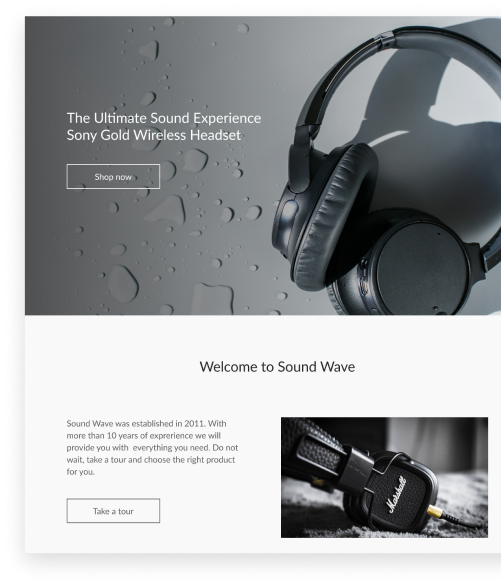 The Ultimate Sound Experience
Sony Gold Wireless Headset
Shop now
Welcome to Sound Wave
Sound Wave was established in 2011. With
more than 10 years of exprerience we will
provide you with  everything you need. Do not
wait, take a tour and choose the right product
for you.
Take a tour
Marshall